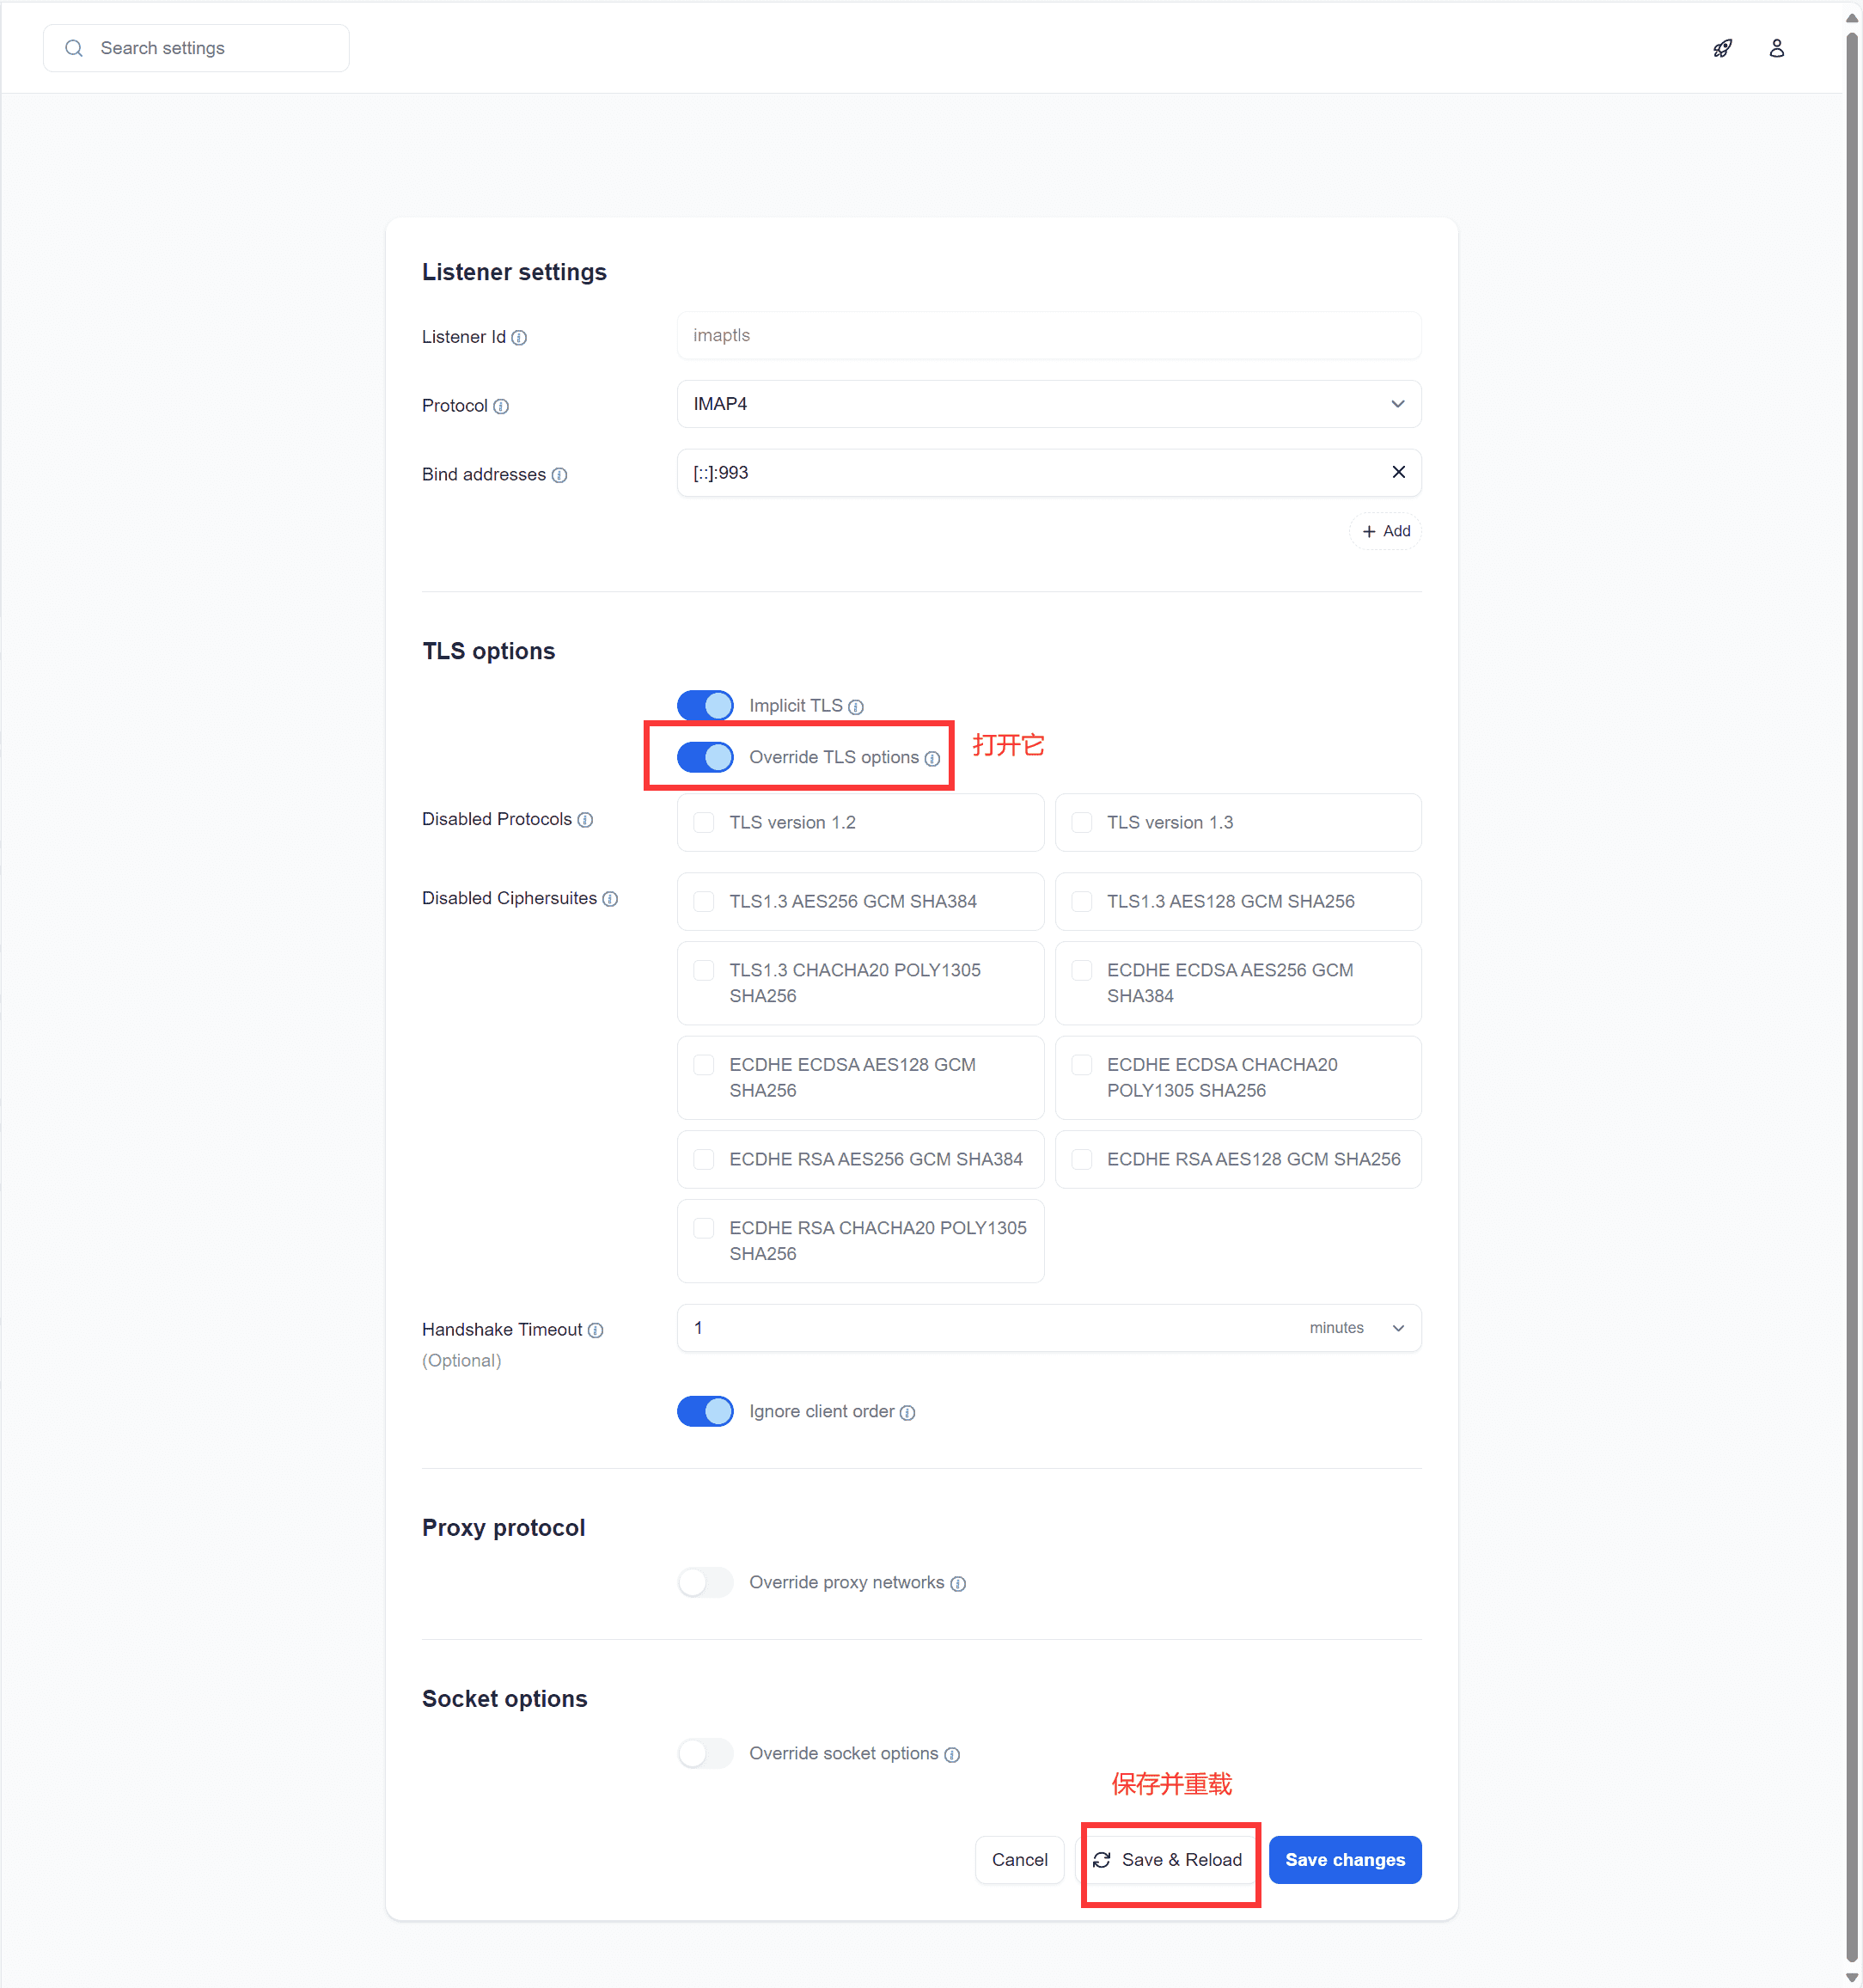 Search settings
Listener settings
Listener Id
imaptls
Protocol
IMAP4
Bind addresses
[::]:993
+ Add
TLS options
Implicit TLS
Override TLS options
打开它
Disabled Protocols
TLS version 1.2
TLS version 1.3
Disabled Ciphersuites
TLS1.3 AES256 GCM SHA384
TLS1.3 AES128 GCM SHA256
TLS1.3 CHACHA20 POLY1305
SHA256
ECDHE ECDSA AES256 GCM
SHA384
ECDHE ECDSA AES128 GCM
SHA256
ECDHE ECDSA CHACHA20
POLY1305 SHA256
ECDHE RSA AES256 GCM SHA384
ECDHE RSA AES128 GCM SHA256
ECDHE RSA CHACHA20 POLY1305
SHA256
Handshake Timeout
(Optional)
1
minutes
Ignore client order
Proxy protocol
Override proxy networks
Socket options
Override socket options
保存并重载
Cancel
Save & Reload
Save changes